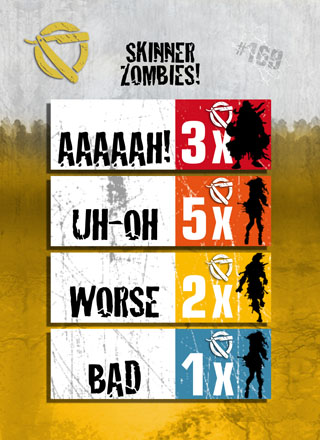 SKINNER
ZOMBIES!
#169
AAAAAH! 3X
UH-OH 5X
WORSE 2X
BAD 1X